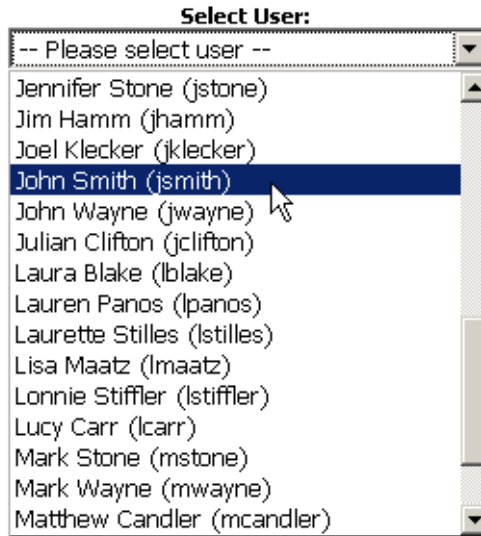 Select User:
-- Please select user --
Jennifer Stone (jstone)
Jim Hamm (jhamm)
Joel Klecker (jklecker)
John Smith (jsmith)
John Wayne (jwayne)
Julian Clifton (jclifton)
Laura Blake (lblake)
Lauren Panos (lpanos)
Laurette Stilles (lstilles)
Lisa Maatz (lmaatz)
Lonnie Stiffler (lstiffler)
Lucy Carr (lcarr)
Mark Stone (mstone)
Mark Wayne (mwayne)
Matthew Candler (mcandler)